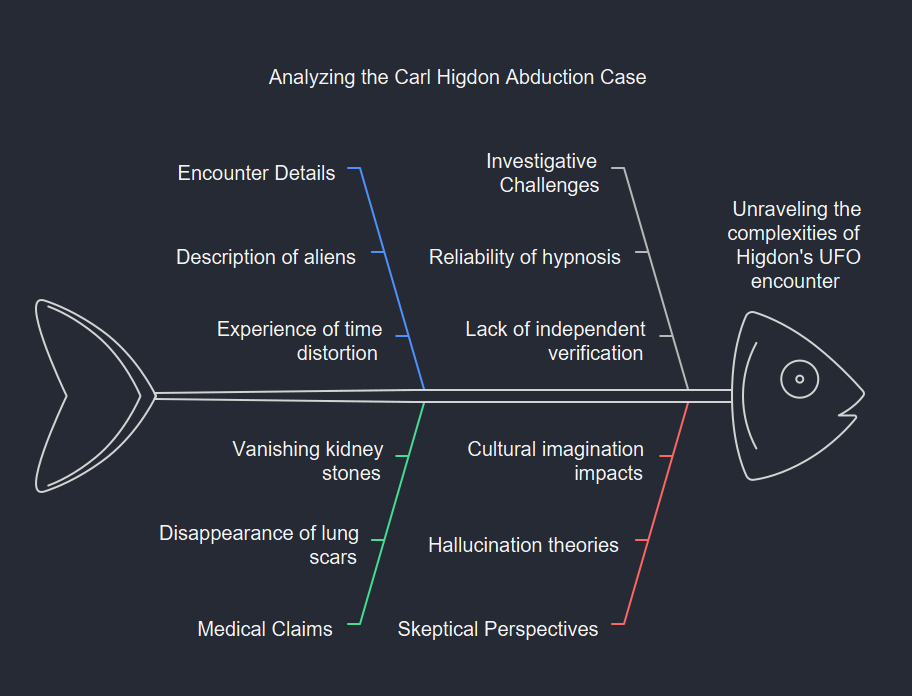 Analyzing the Carl Higdon Abduction Case
Encounter Details
Description of aliens
Experience of time
distortion
Investigative
Challenges
Reliability of hypnosis
Lack of independent
verification
Unraveling the
complexities of
Higdon's UFO
encounter
Vanishing kidney
stones
Disappearance of lung
scars
Medical Claims
Cultural imagination
impacts
Hallucination theories
Skeptical Perspectives